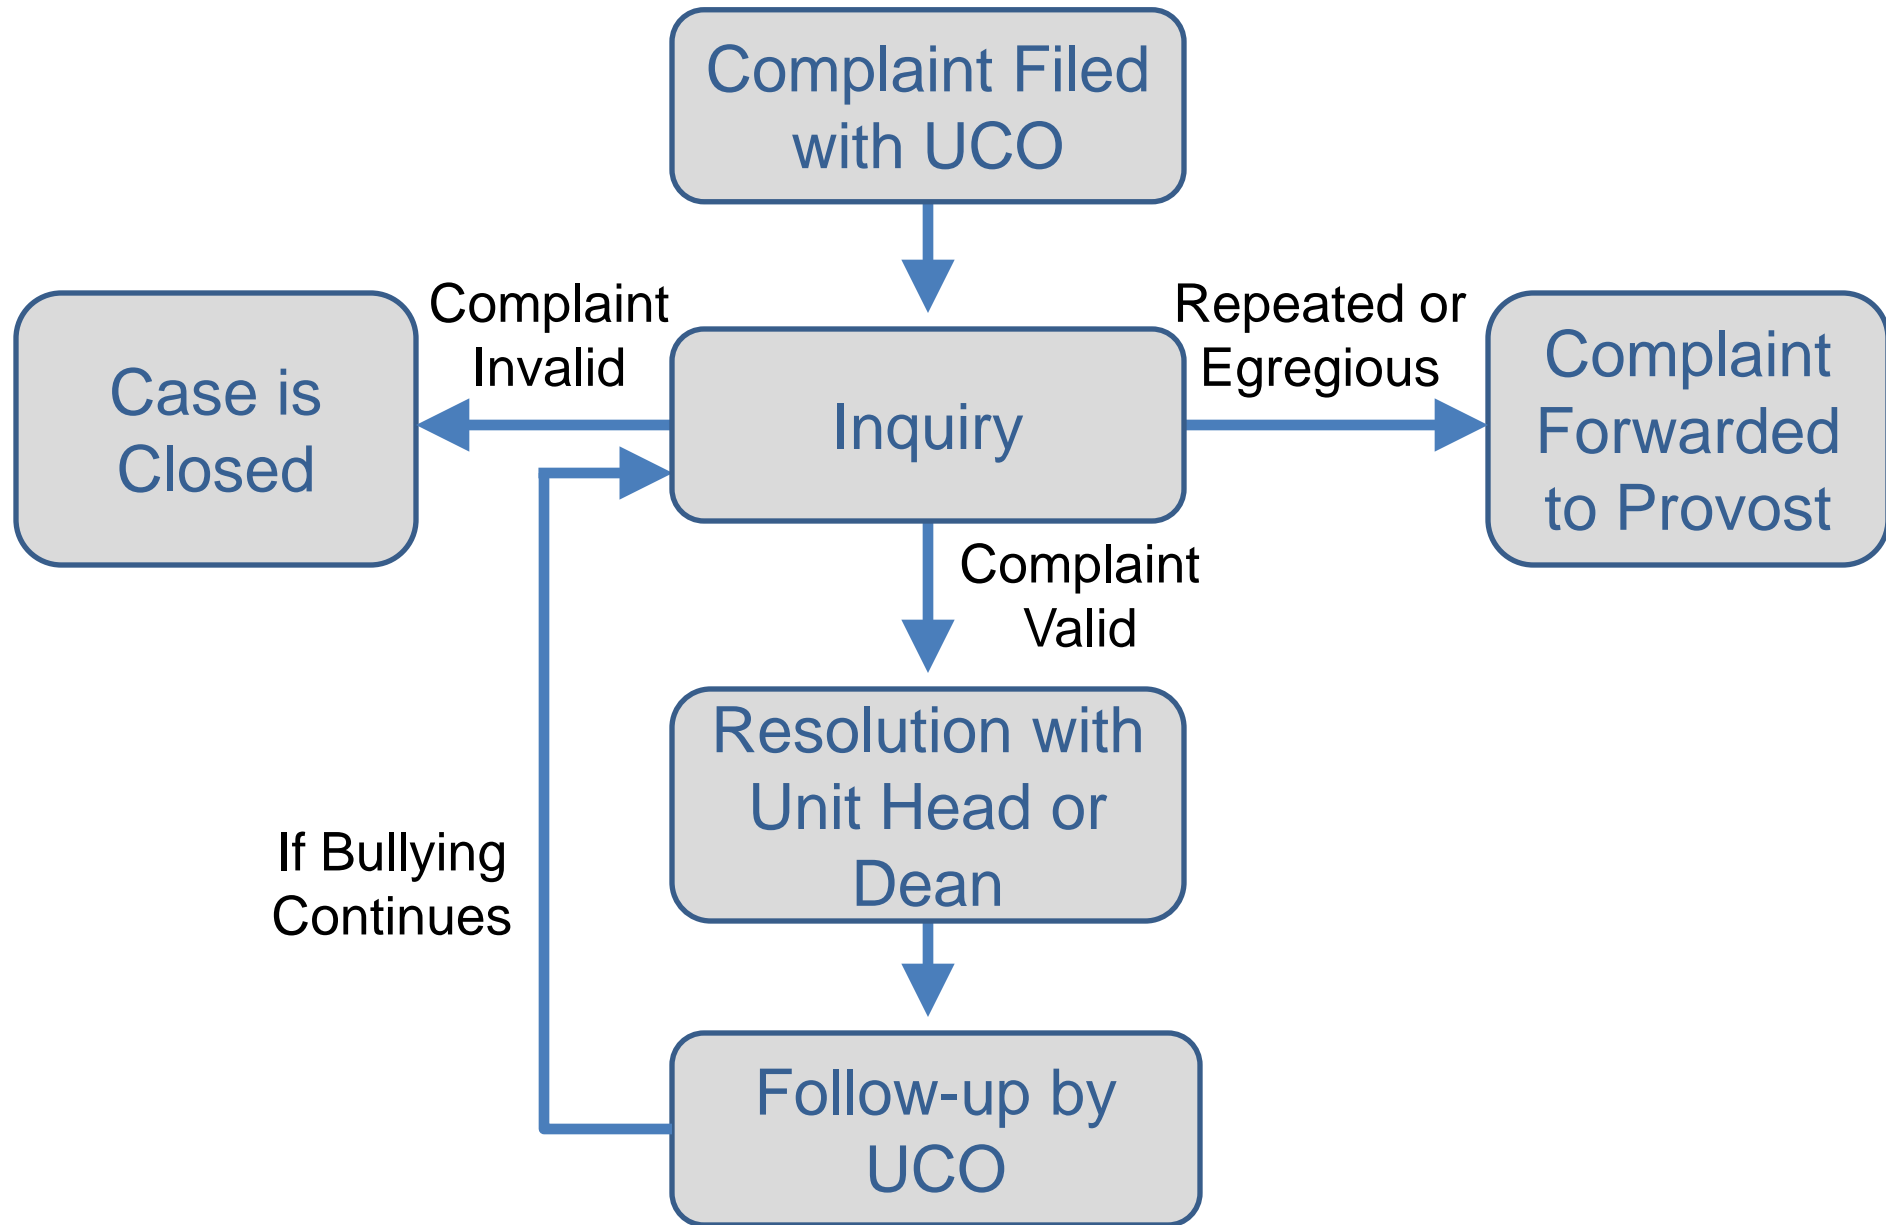 Complaint Filed
with UCO
Complaint
Invalid
Repeated or
Egregious
Case is
Closed
Inquiry
Complaint
Forwarded
to Provost
Complaint
Valid
Resolution with
Unit Head or
Dean
If Bullying
Continues
Follow-up by
UCO